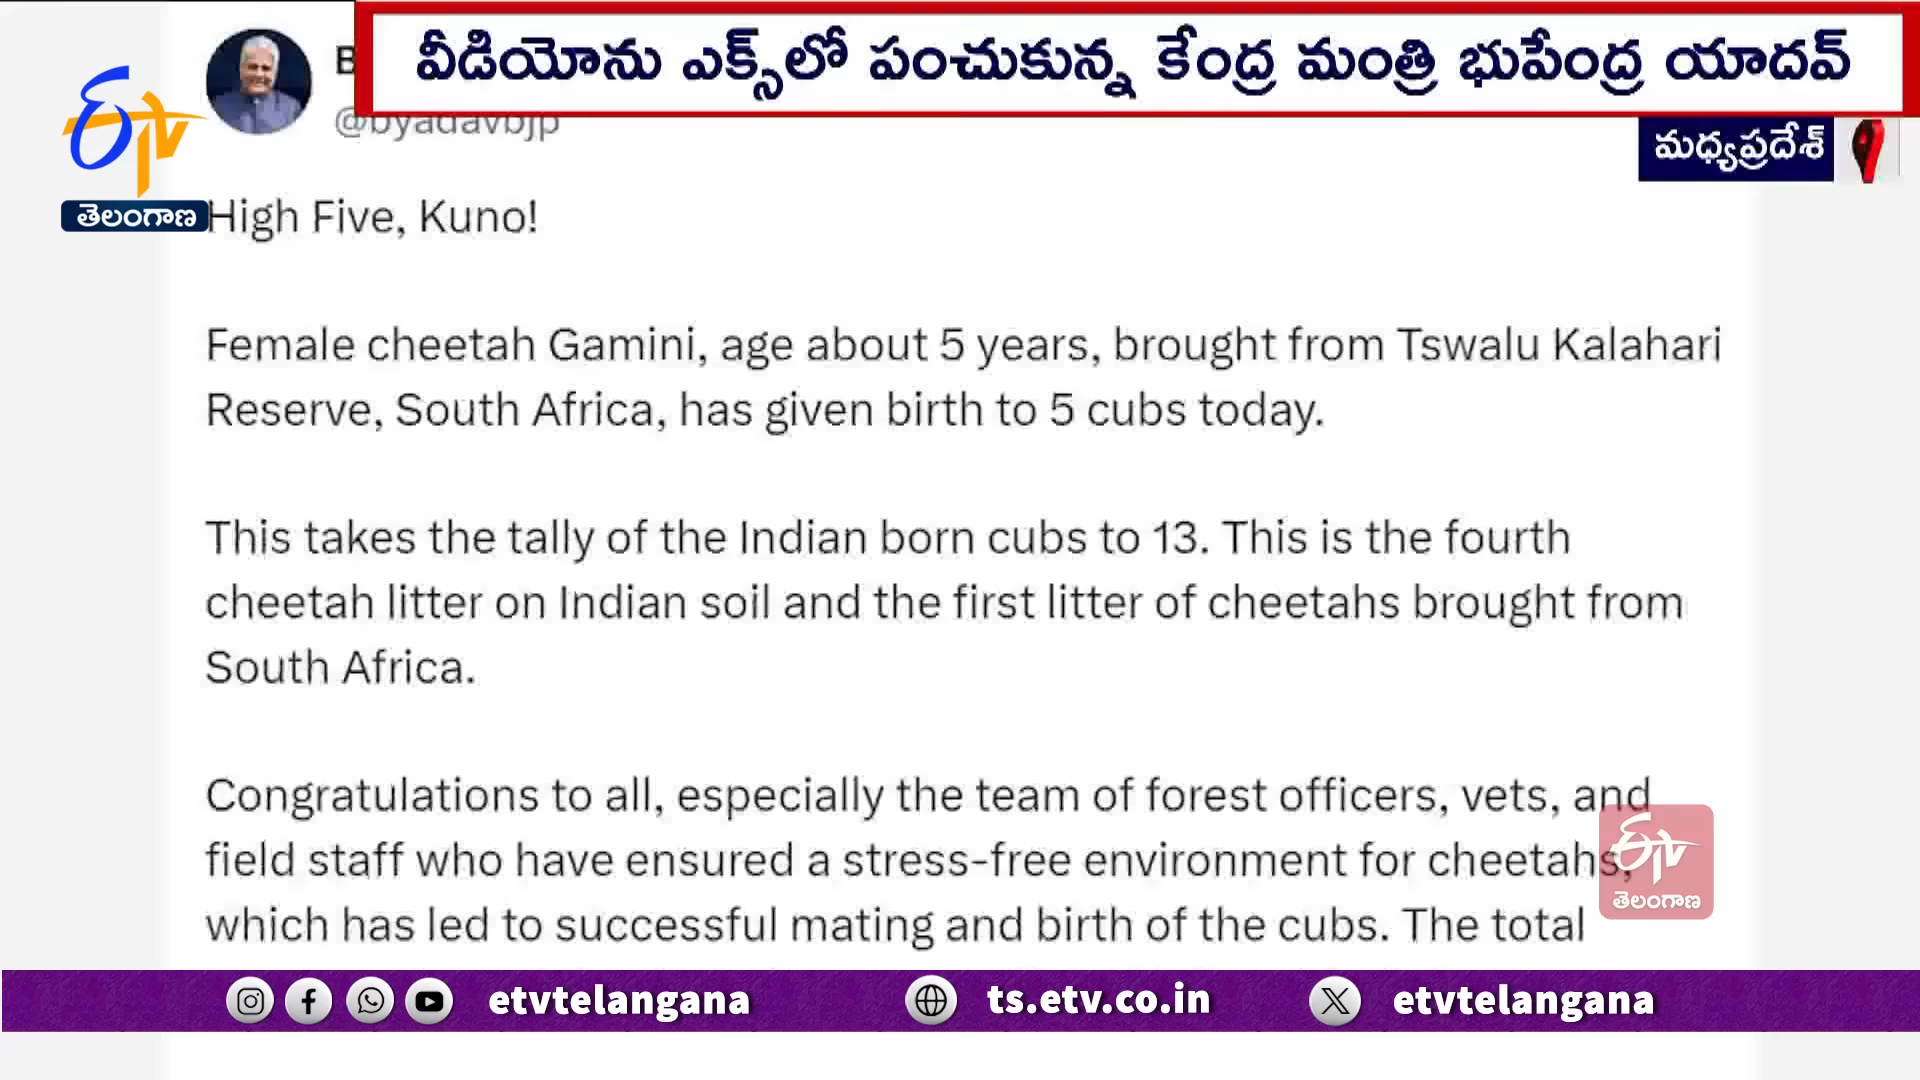 వీడియోను ఎక్స్‌లో పంచుకున్న కేంద్ర మంత్రి భుపేంద్ర యాదవ్
@byadavbjp
మధ్యప్రదేశ్
ETV
తెలంగాణ
High Five, Kuno!
Female cheetah Gamini, age about 5 years, brought from Tswalu Kalahari
Reserve, South Africa, has given birth to 5 cubs today.
This takes the tally of the Indian born cubs to 13. This is the fourth
cheetah litter on Indian soil and the first litter of cheetahs brought from
South Africa.
Congratulations to all, especially the team of forest officers, vets, and
field staff who have ensured a stress-free environment for cheetahs,
which has led to successful mating and birth of the cubs. The total
ETV
తెలంగాణ
etvtelangana
ts.etv.co.in
etvtelangana